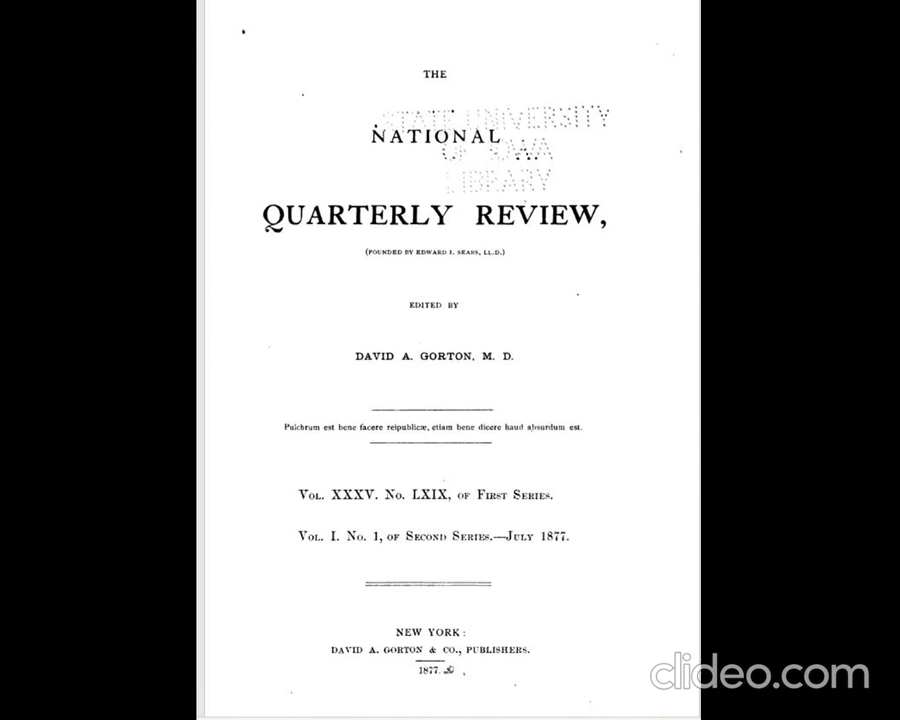 THE
STATE UNIVERSITY
NATIONAL
OF IOWA
LIBRARY
QUARTERLY REVIEW,
(FOUNDED BY EDWARD I. SEARS, LL.D.)
EDITED BY
DAVID A. GORTON, M. D.
Pulchrum est bene facere reipublicæ, etiam bene dicere haud absurdum est.
VOL. XXXV. NO. LXIX, OF FIRST SERIES.
VOL. I. NO. 1, OF SECOND SERIES.—JULY 1877.
NEW YORK:
DAVID A. GORTON & CO., PUBLISHERS.
1877.
clideo.com